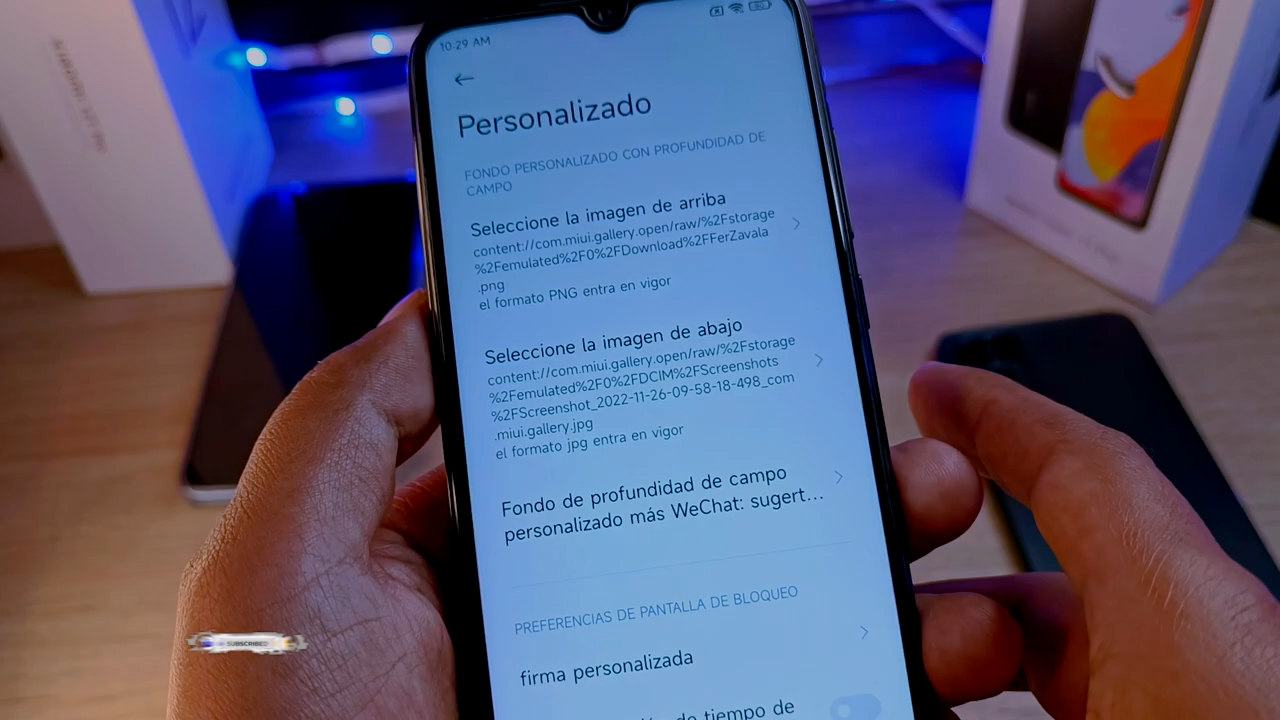 10:29 AM
Personalizado
FONDO PERSONALIZADO CON PROFUNDIDAD DE
CAMPO
Seleccione la imagen de arriba
content://com.miui.gallery.open/raw/%2Fstorage
%2Femulated%2F0%2FDownload%2FFerZavala
.png
el formato PNG entra en vigor
Seleccione la imagen de abajo
content://com.miui.gallery.open/raw/%2Fstorage
%2Femulated%2F0%2FDCIM%2FScreenshots
%2FScreenshot_2022-11-26-09-58-18-498_com
.miui.gallery.jpg
el formato jpg entra en vigor
Fondo de profundidad de campo
personalizado más WeChat: sugert...
PREFERENCIAS DE PANTALLA DE BLOQUEO
firma personalizada
de tiempo de
SUBSCRIBED